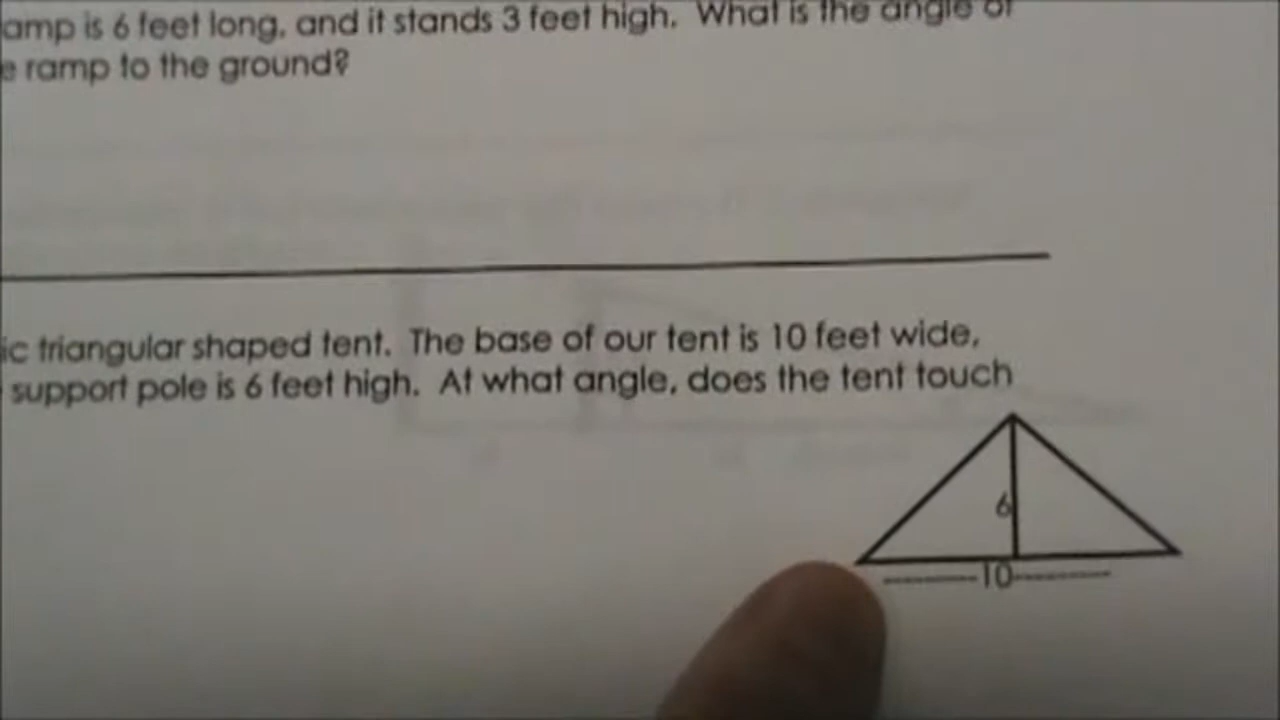 amp is 6 feet long, and it stands 3 feet high. What is the angle of
e ramp to the ground?
ic triangular shaped tent. The base of our tent is 10 feet wide,
support pole is 6 feet high. At what angle, does the tent touch
6
10